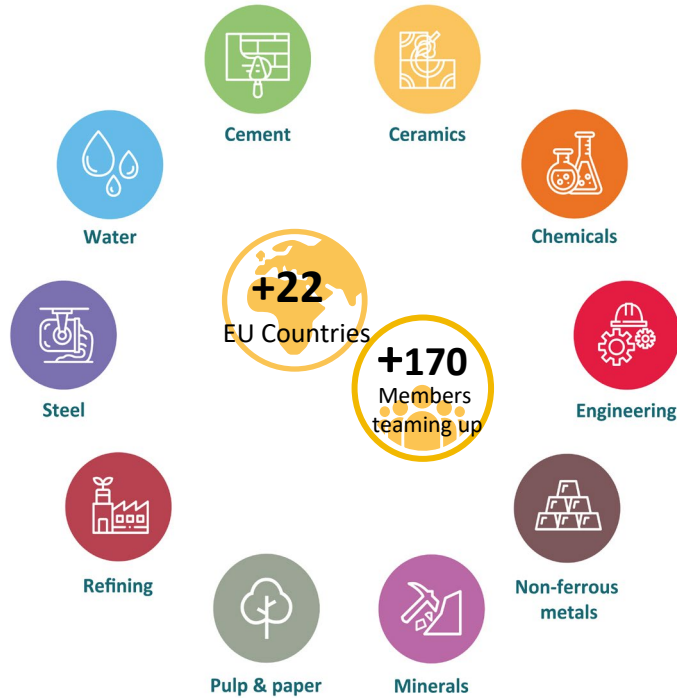 Cement
Ceramics
Water
Chemicals
+22
EU Countries
+170
Members
teaming up
Steel
Engineering
Refining
Non-ferrous
metals
Pulp & paper
Minerals